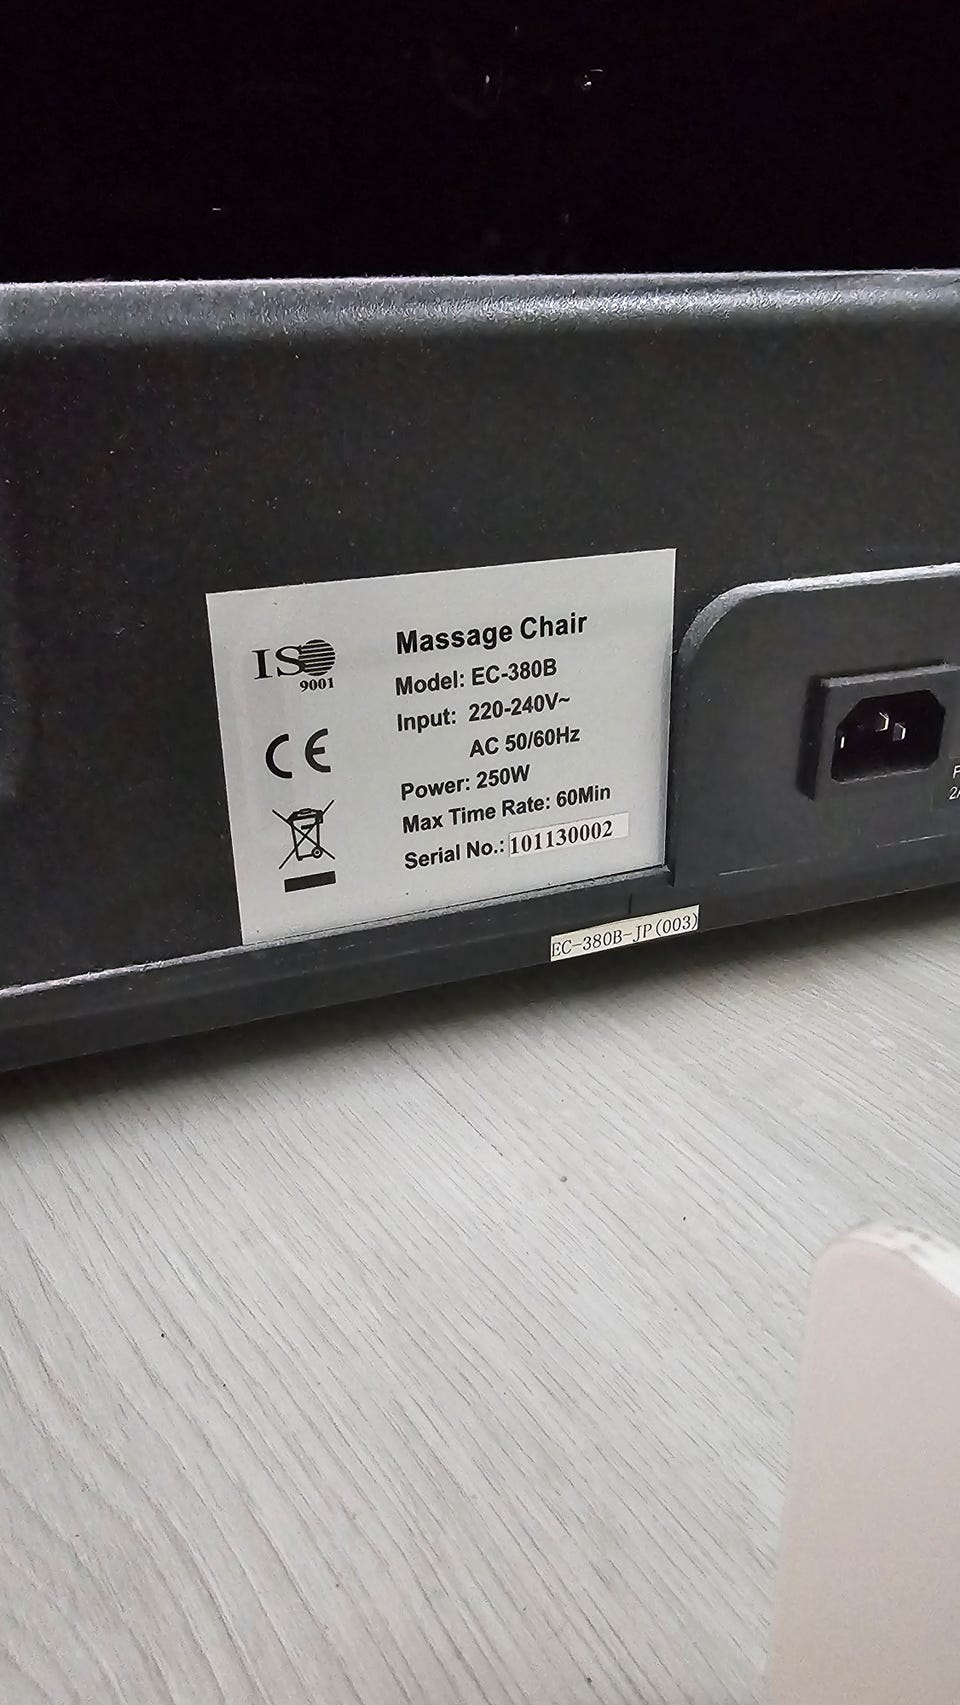 ISO
9001
CE
Massage Chair
Model: EC-380B
Input: 220-240V~
AC 50/60Hz
Power: 250W
Max Time Rate: 60Min
Serial No.: 101130002
EC-380B-JP(003)